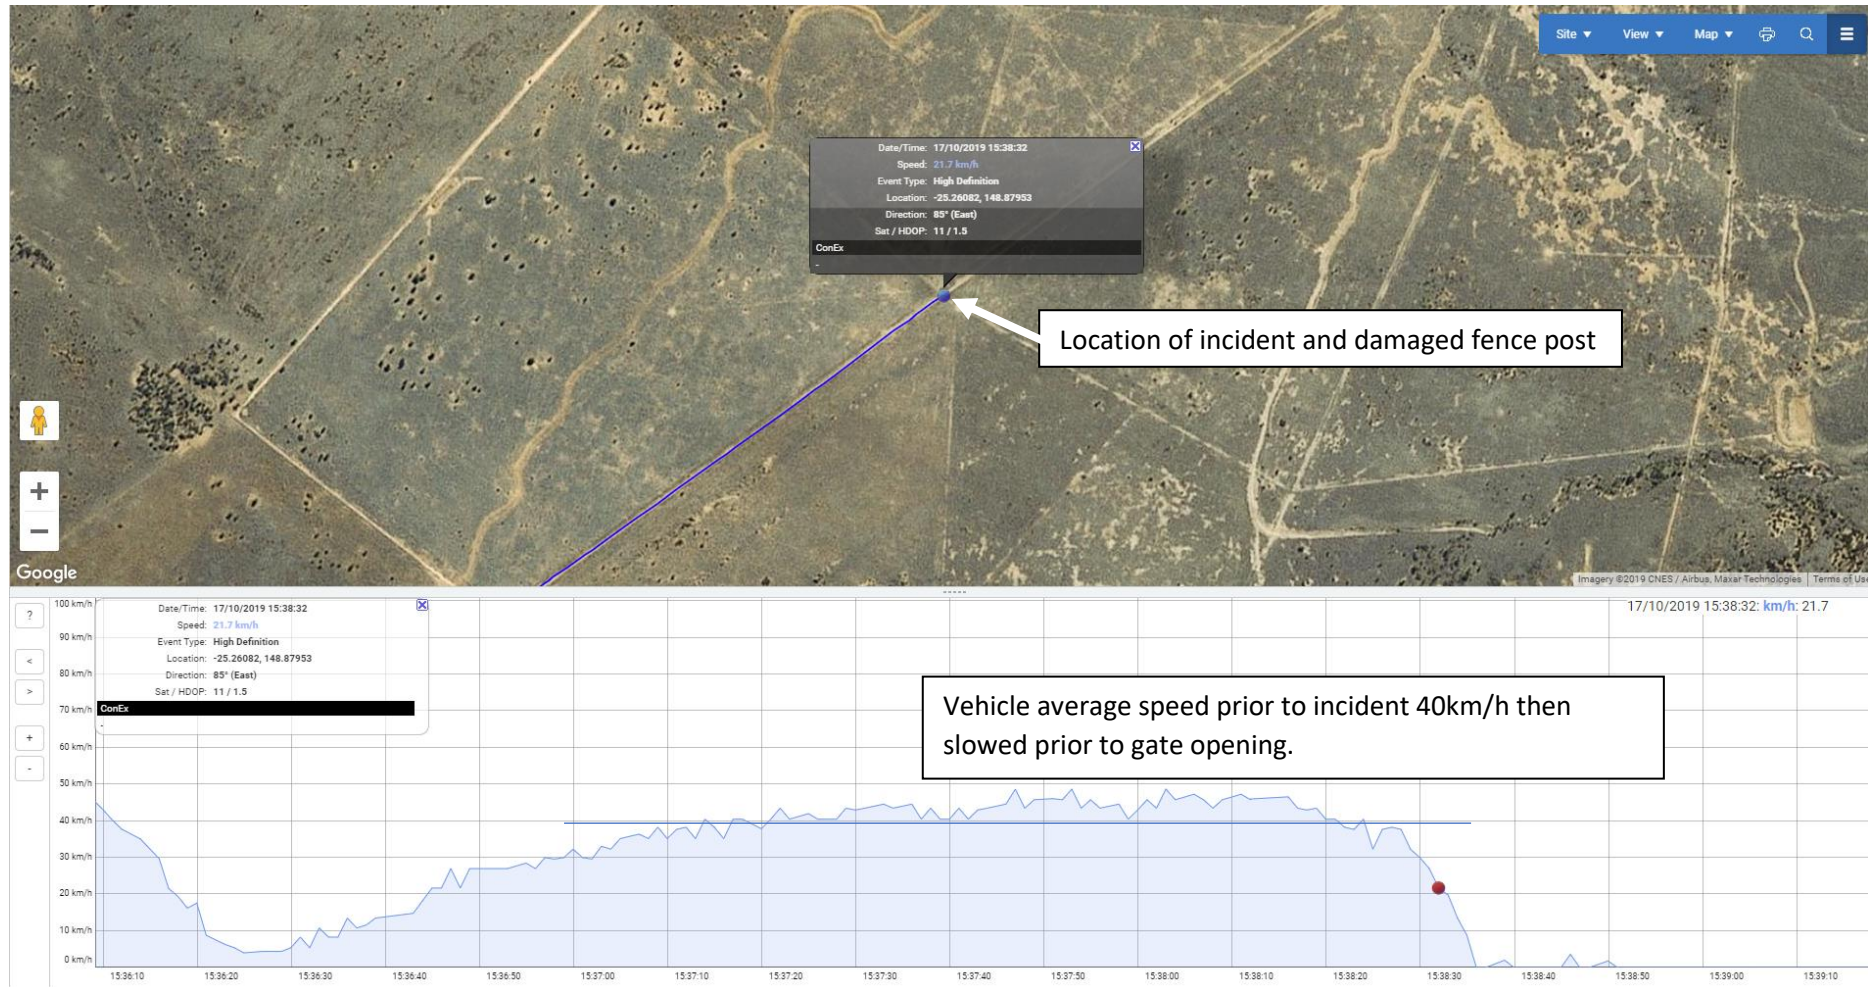 Site ▼ View ▼ Map ▼
Date/Time: 17/10/2019 15:38:32
Speed: 21.7 km/h
Event Type: High Definition
Location: -25.26082, 148.87953
Direction: 85° (East)
Sat / HDOP: 11 / 1.5
ConEx
-
Location of incident and damaged fence post
+
−
Google
Imagery ©2019 CNES / Airbus, Maxar Technologies | Terms of Use
?
<
>
+
-
100 km/h
90 km/h
80 km/h
70 km/h
60 km/h
50 km/h
40 km/h
30 km/h
20 km/h
10 km/h
0 km/h
Date/Time: 17/10/2019 15:38:32
Speed: 21.7 km/h
Event Type: High Definition
Location: -25.26082, 148.87953
Direction: 85° (East)
Sat / HDOP: 11 / 1.5
ConEx
-
17/10/2019 15:38:32: km/h: 21.7
Vehicle average speed prior to incident 40km/h then
slowed prior to gate opening.
15:36:10 15:36:20 15:36:30 15:36:40 15:36:50 15:37:00 15:37:10 15:37:20 15:37:30 15:37:40 15:37:50 15:38:00 15:38:10 15:38:20 15:38:30 15:38:40 15:38:50 15:39:00 15:39:10